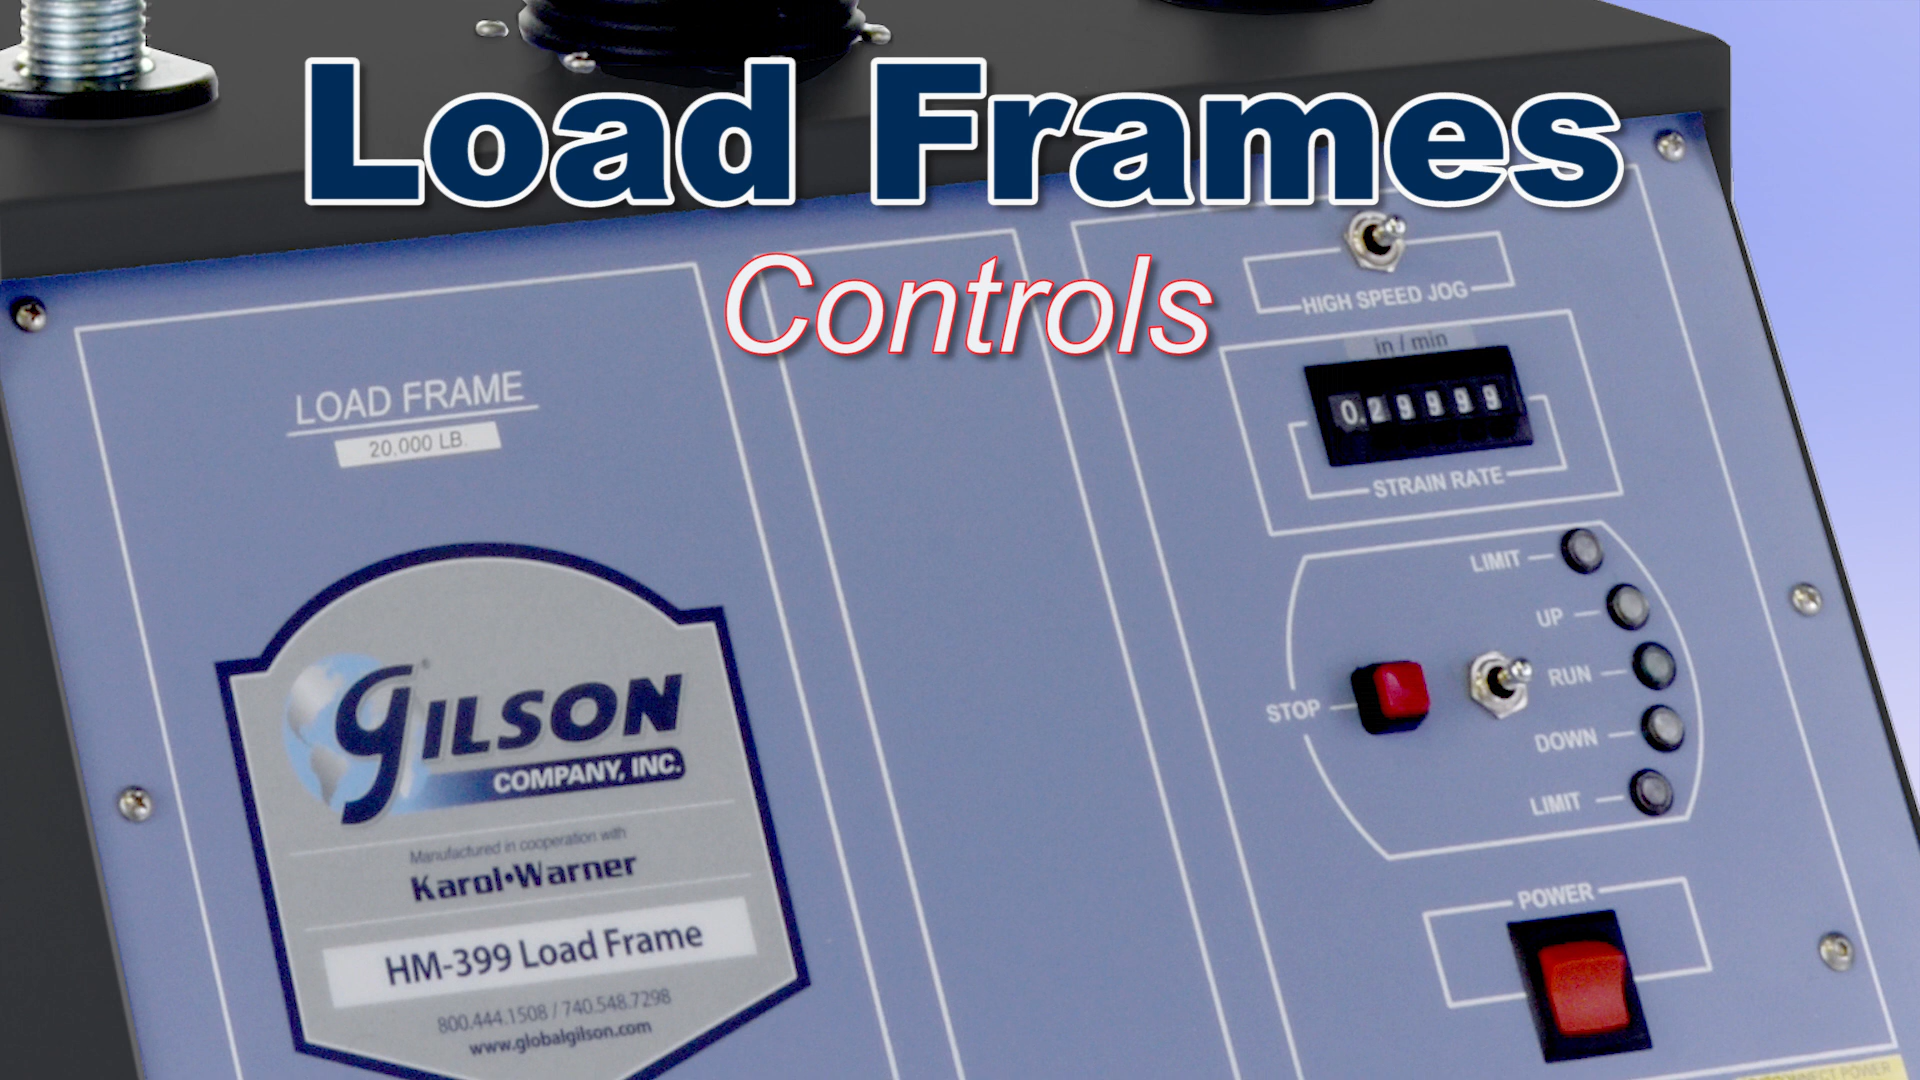 Load Frames
Controls
LOAD FRAME
20,000 LB.
GILSON®
COMPANY, INC.
Manufactured in cooperation with
Karol•Warner
HM-399 Load Frame
800.444.1508 / 740.548.7298
www.globalgilson.com
HIGH SPEED JOG
in / min
0.29999
STRAIN RATE
LIMIT
UP
RUN
STOP
DOWN
LIMIT
POWER
POWER